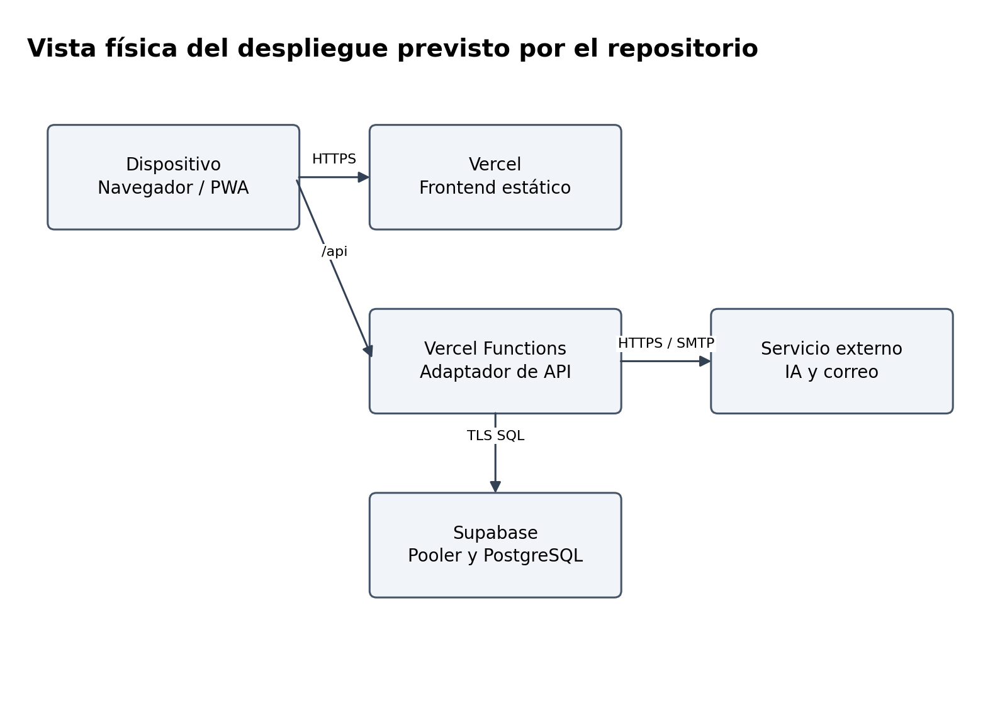 Vista física del despliegue previsto por el repositorio
Dispositivo
Navegador / PWA
HTTPS
Vercel
Frontend estático
/api
Vercel Functions
Adaptador de API
HTTPS / SMTP
Servicio externo
IA y correo
TLS SQL
Supabase
Pooler y PostgreSQL